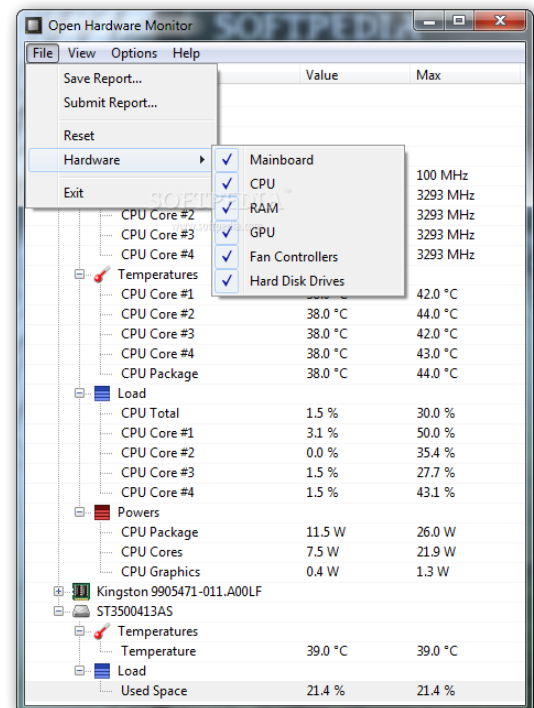 SOFTPEDIA
Open Hardware Monitor
File View Options Help
Value Max
Save Report...
Submit Report...
Reset
Hardware
Exit
Mainboard
CPU
RAM
GPU
Fan Controllers
Hard Disk Drives
SOFTPEDIA
100 MHz
3293 MHz
CPU Core #2 3293 MHz
CPU Core #3 3293 MHz
CPU Core #4 3293 MHz
Temperatures
CPU Core #1 38.0 °C 42.0 °C
CPU Core #2 38.0 °C 44.0 °C
CPU Core #3 38.0 °C 42.0 °C
CPU Core #4 38.0 °C 43.0 °C
CPU Package 38.0 °C 44.0 °C
Load
CPU Total 1.5 % 30.0 %
CPU Core #1 3.1 % 50.0 %
CPU Core #2 0.0 % 35.4 %
CPU Core #3 1.5 % 27.7 %
CPU Core #4 1.5 % 43.1 %
Powers
CPU Package 11.5 W 26.0 W
CPU Cores 7.5 W 21.9 W
CPU Graphics 0.4 W 1.3 W
Kingston 9905471-011.A00LF
ST3500413AS
Temperatures
Temperature 39.0 °C 39.0 °C
Load
Used Space 21.4 % 21.4 %